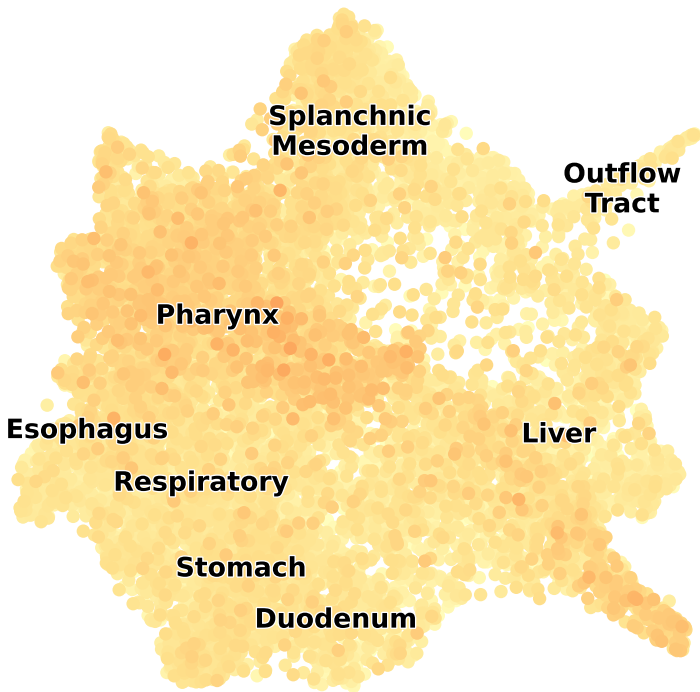 Splanchnic
Mesoderm
Outflow
Tract
Pharynx
Esophagus
Liver
Respiratory
Stomach
Duodenum